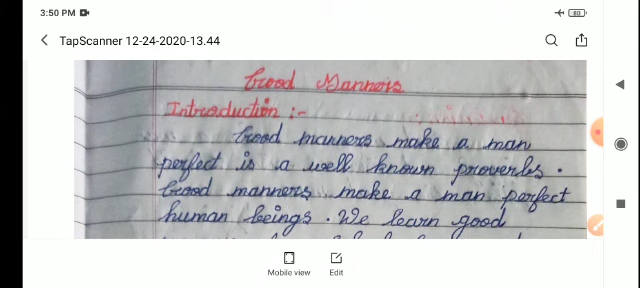 3:50 PM
80
TapScanner 12-24-2020-13.44
Good Manners
Introduction :-
Good manners make a man
perfect is a well known proverbs.
Good manners make a man perfect
human beings. We learn good
Mobile view
Edit